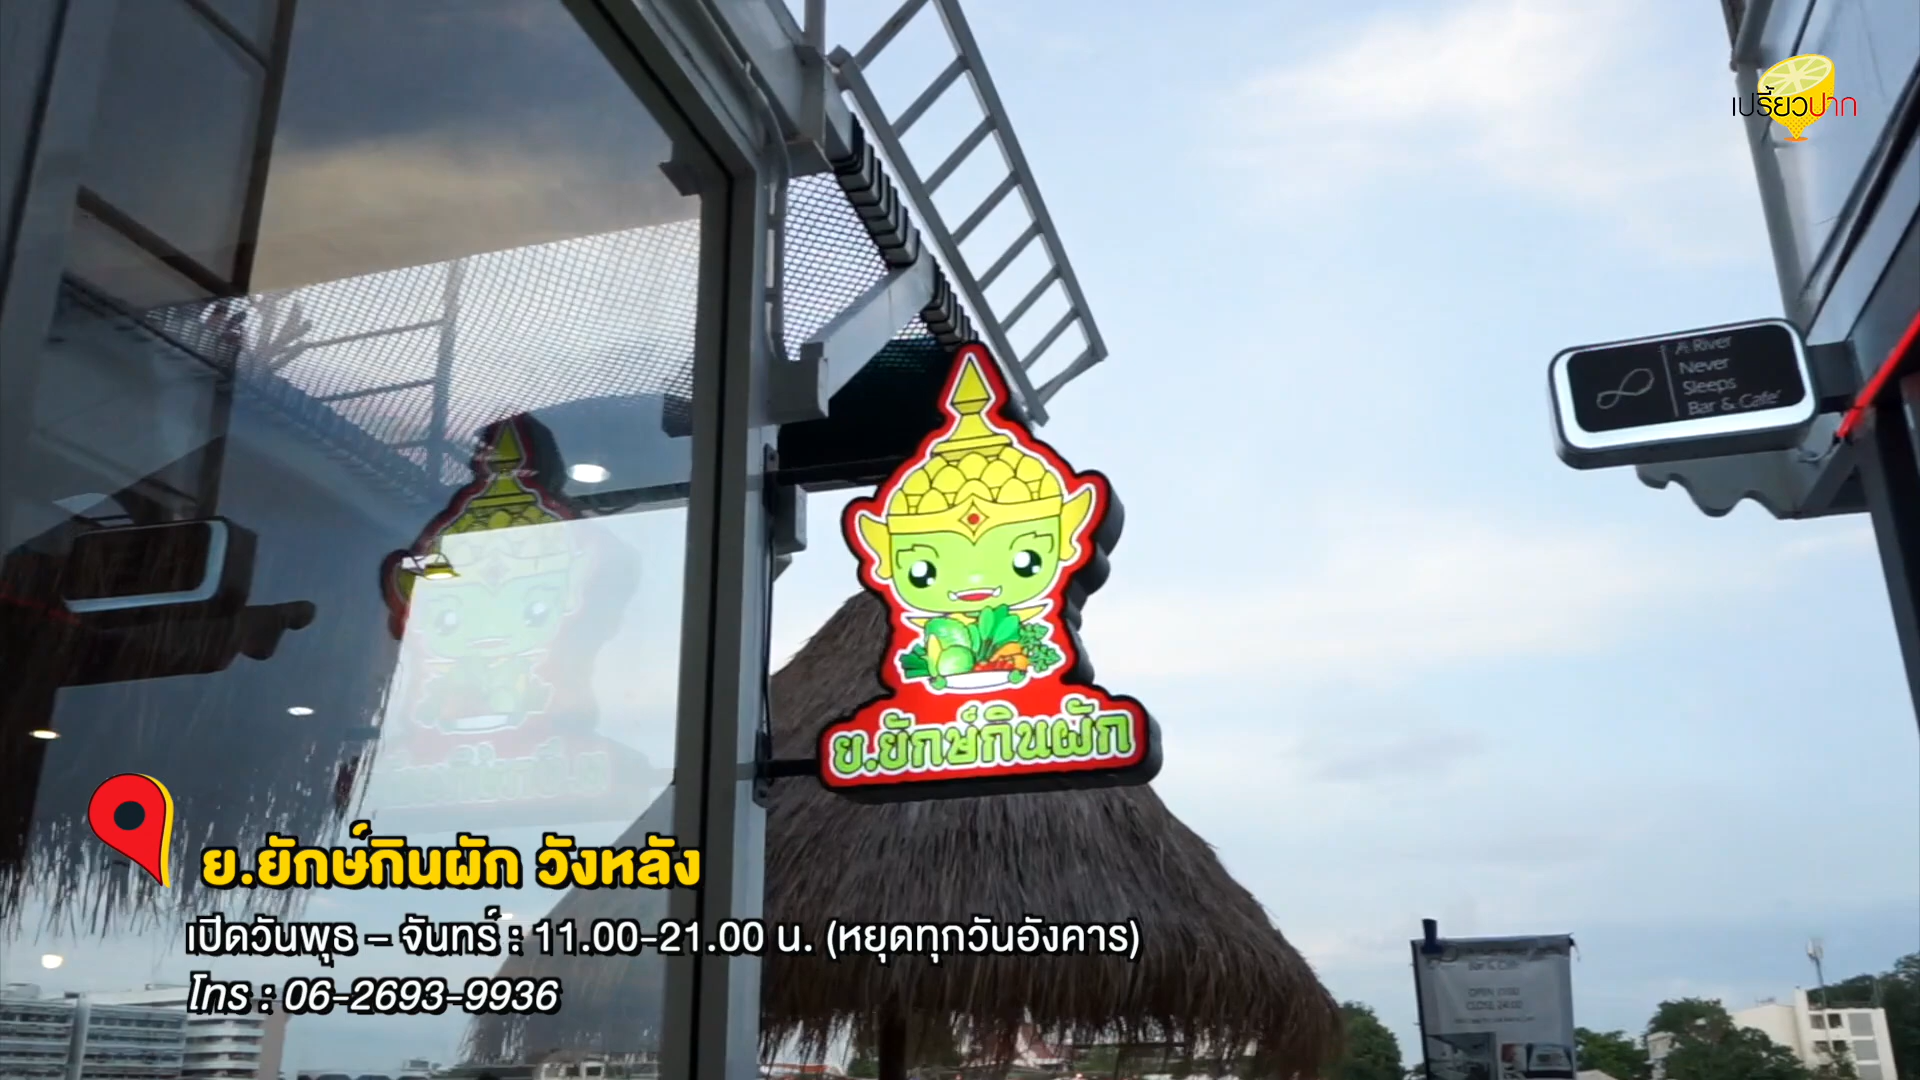 เปรี้ยวปาก
A River
Never
Sleeps
Bar & Cafe'
ย.ยักษ์กินผัก
ย.ยักษ์กินผัก วังหลัง
เปิดวันพุธ – จันทร์ : 11.00-21.00 น. (หยุดทุกวันอังคาร)
โทร : 06-2693-9936
Bar & Cafe'